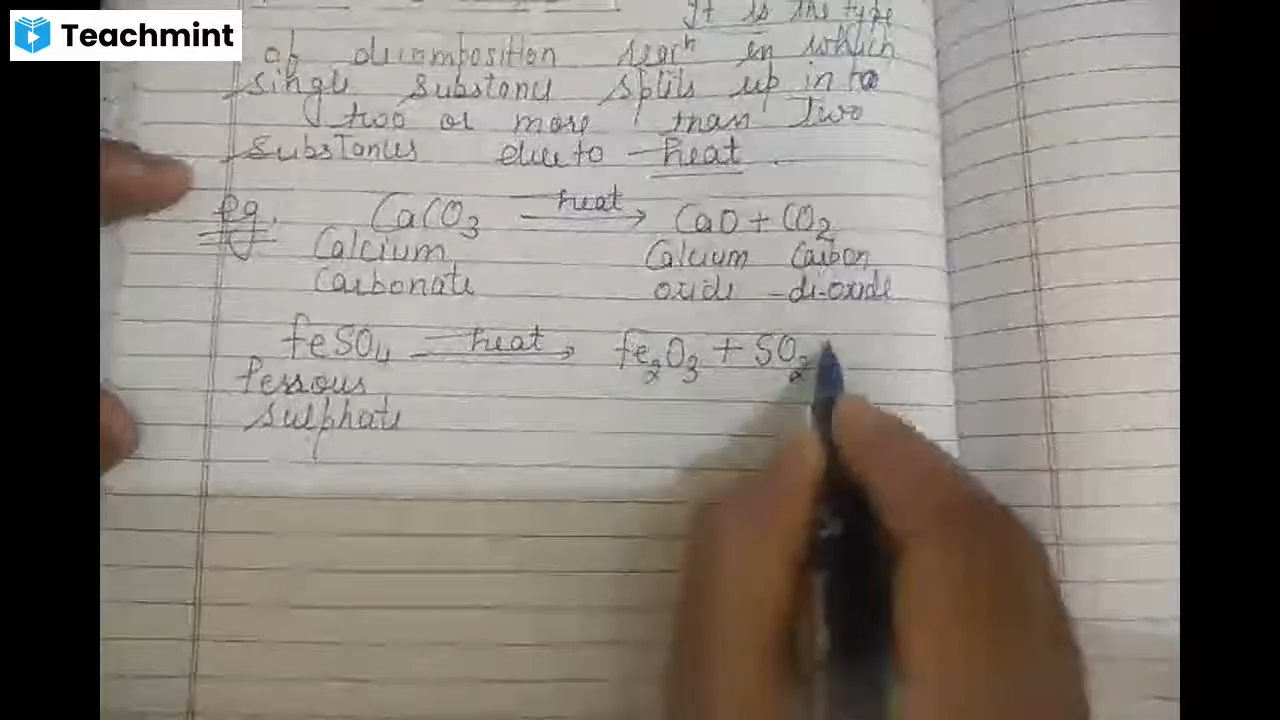 Teachmint
It is the type
of decomposition reacⁿ in which
single substance splits up into
two or more than two
substances due to heat.
eg. CaCO₃ heat → CaO + CO₂
Calcium Calcium Carbon
Carbonate oxide -di-oxide
feSO₄ heat → fe₂O₃ + SO₂
ferrous
sulphate